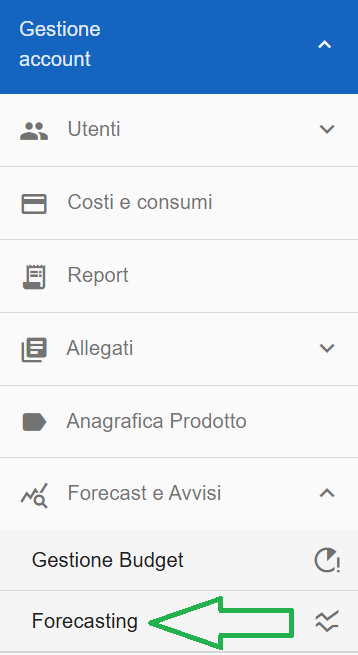 Gestione
account
Utenti
Costi e consumi
Report
Allegati
Anagrafica Prodotto
Forecast e Avvisi
Gestione Budget
Forecasting